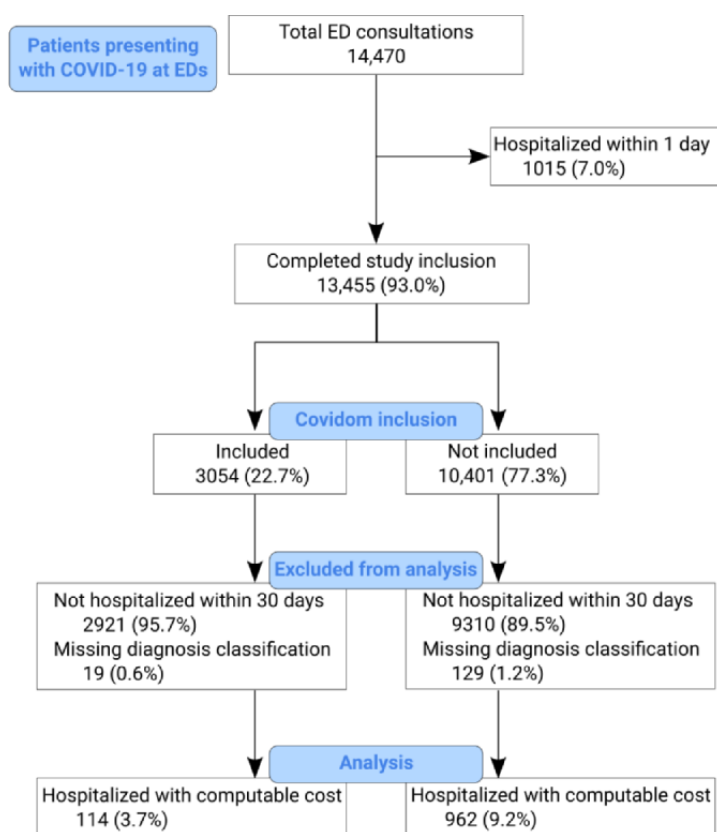 Patients presenting
with COVID-19 at EDs
Total ED consultations
14,470
Hospitalized within 1 day
1015 (7.0%)
Completed study inclusion
13,455 (93.0%)
Covidom inclusion
Included
3054 (22.7%)
Not included
10,401 (77.3%)
Excluded from analysis
Not hospitalized within 30 days
2921 (95.7%)
Missing diagnosis classification
19 (0.6%)
Not hospitalized within 30 days
9310 (89.5%)
Missing diagnosis classification
129 (1.2%)
Analysis
Hospitalized with computable cost
114 (3.7%)
Hospitalized with computable cost
962 (9.2%)